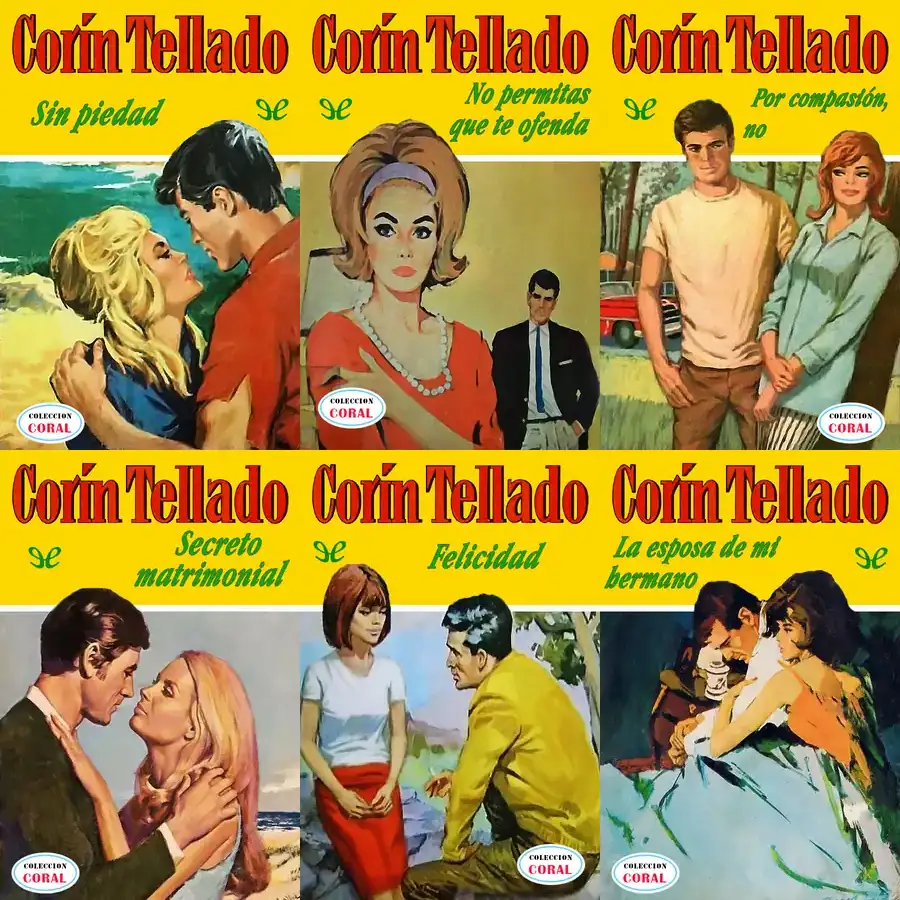 Corín Tellado
Sin piedad
COLECCION
CORAL
Corín Tellado
No permitas
que te ofenda
COLECCION
CORAL
Corín Tellado
Por compasión,
no
COLECCION
CORAL
Corín Tellado
Secreto
matrimonial
COLECCION
CORAL
Corín Tellado
Felicidad
COLECCION
CORAL
Corín Tellado
La esposa de mi
hermano
COLECCION
CORAL